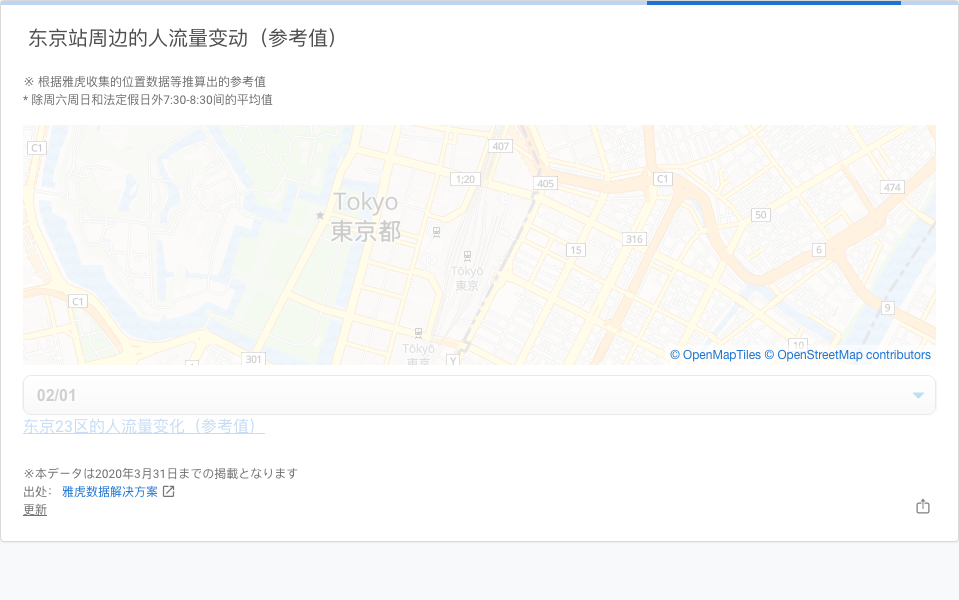 东京站周边的人流量变动（参考值）
※ 根据雅虎收集的位置数据等推算出的参考值
* 除周六周日和法定假日外7:30-8:30间的平均值
C1
407
1;20
405
C1
474
Tokyo
東京都
50
316
15
6
Tōkyō
東京
C1
9
10
301
Tōkyō
東京
Y
© OpenMapTiles © OpenStreetMap contributors
02/01
东京23区的人流量变化（参考值）
※本データは2020年3月31日までの掲載となります
出处： 雅虎数据解决方案
更新